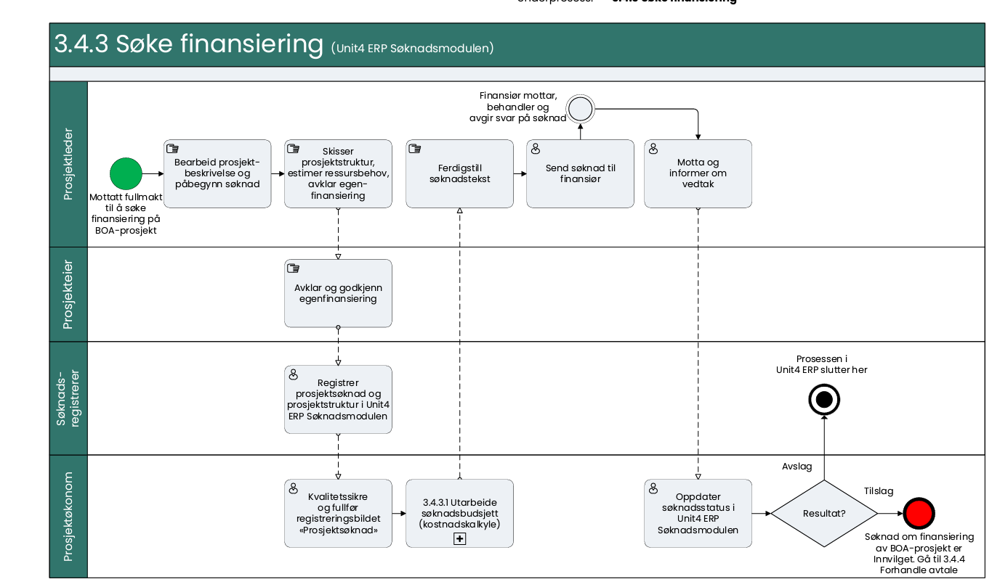 3.4.3 Søke finansiering (Unit4 ERP Søknadsmodulen)
Prosjektleder
Mottatt fullmakt
til å søke
finansiering på
BOA-prosjekt
Bearbeid prosjekt-
beskrivelse og
påbegynn søknad
Skisser
prosjektstruktur,
estimer ressursbehov,
avklar egen-
finansiering
Ferdigstill
søknadstekst
Send søknad til
finansiør
Finansiør mottar,
behandler og
avgir svar på søknad
Motta og
informer om
vedtak
Prosjekteier
Avklar og godkjenn
egenfinansiering
Søknads-
registrerer
Registrer
prosjektsøknad og
prosjektstruktur i Unit4
ERP Søknadsmodulen
Prosessen i
Unit4 ERP slutter her
Prosjektøkonom
Kvalitetssikre
og fullfør
registreringsbildet
«Prosjektsøknad»
3.4.3.1 Utarbeide
søknadsbudsjett
(kostnadskalkyle)
Oppdater
søknadsstatus i
Unit4 ERP
Søknadsmodulen
Resultat?
Avslag
Tilslag
Søknad om finansiering
av BOA-prosjekt er
Innvilget. Gå til 3.4.4
Forhandle avtale